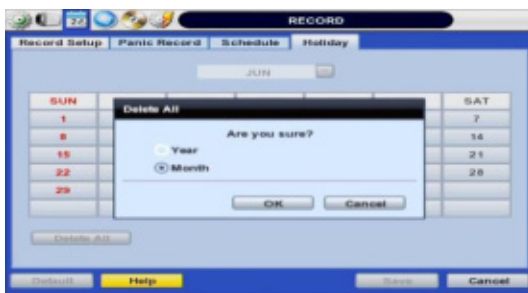 RECORD
Record Setup Panic Record Schedule Holiday
JUN
SUN SAT
Delete All
1 7
Are you sure?
8 14
Year
15 21
Month
22 28
29
OK Cancel
Delete All
Default Help Save Cancel